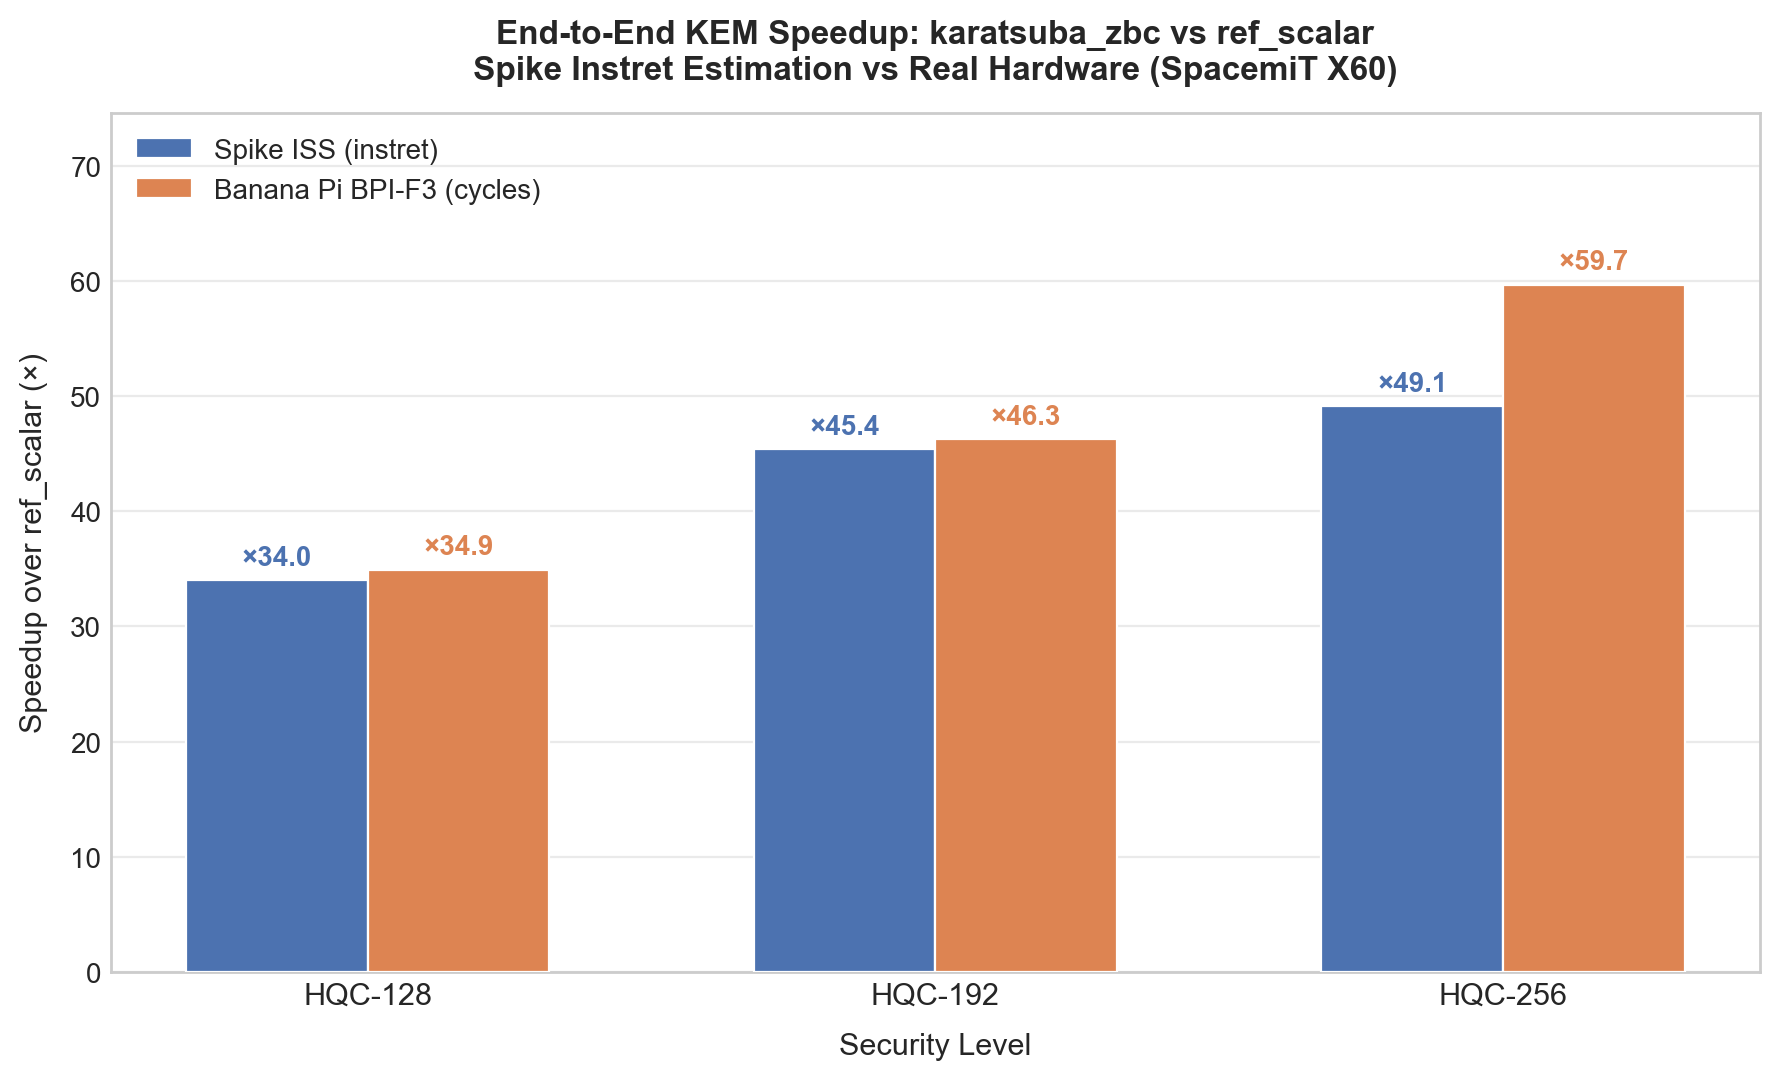 End-to-End KEM Speedup: karatsuba_zbc vs ref_scalar
Spike Instret Estimation vs Real Hardware (SpacemiT X60)
Spike ISS (instret)
Banana Pi BPI-F3 (cycles)
Speedup over ref_scalar (×)
70
60
50
40
30
20
10
0
×34.0
×34.9
×45.4
×46.3
×49.1
×59.7
HQC-128
HQC-192
HQC-256
Security Level